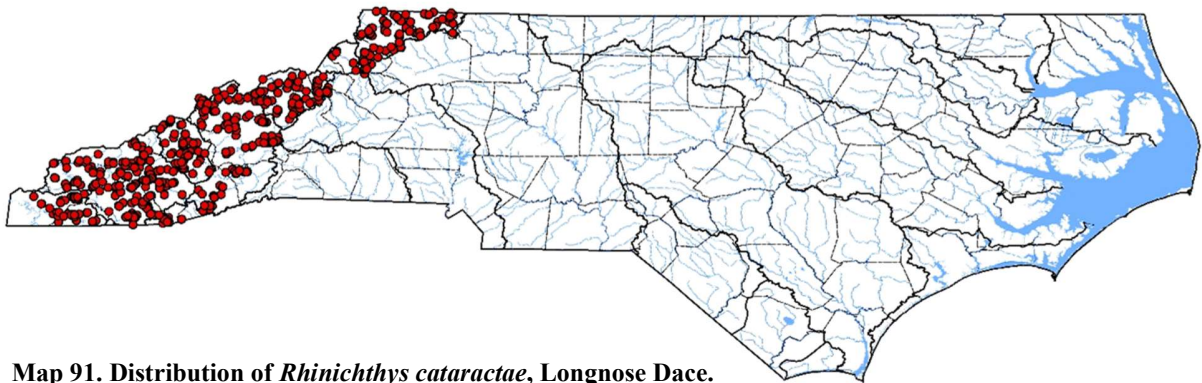 Map 91. Distribution of Rhinichthys cataractae, Longnose Dace.